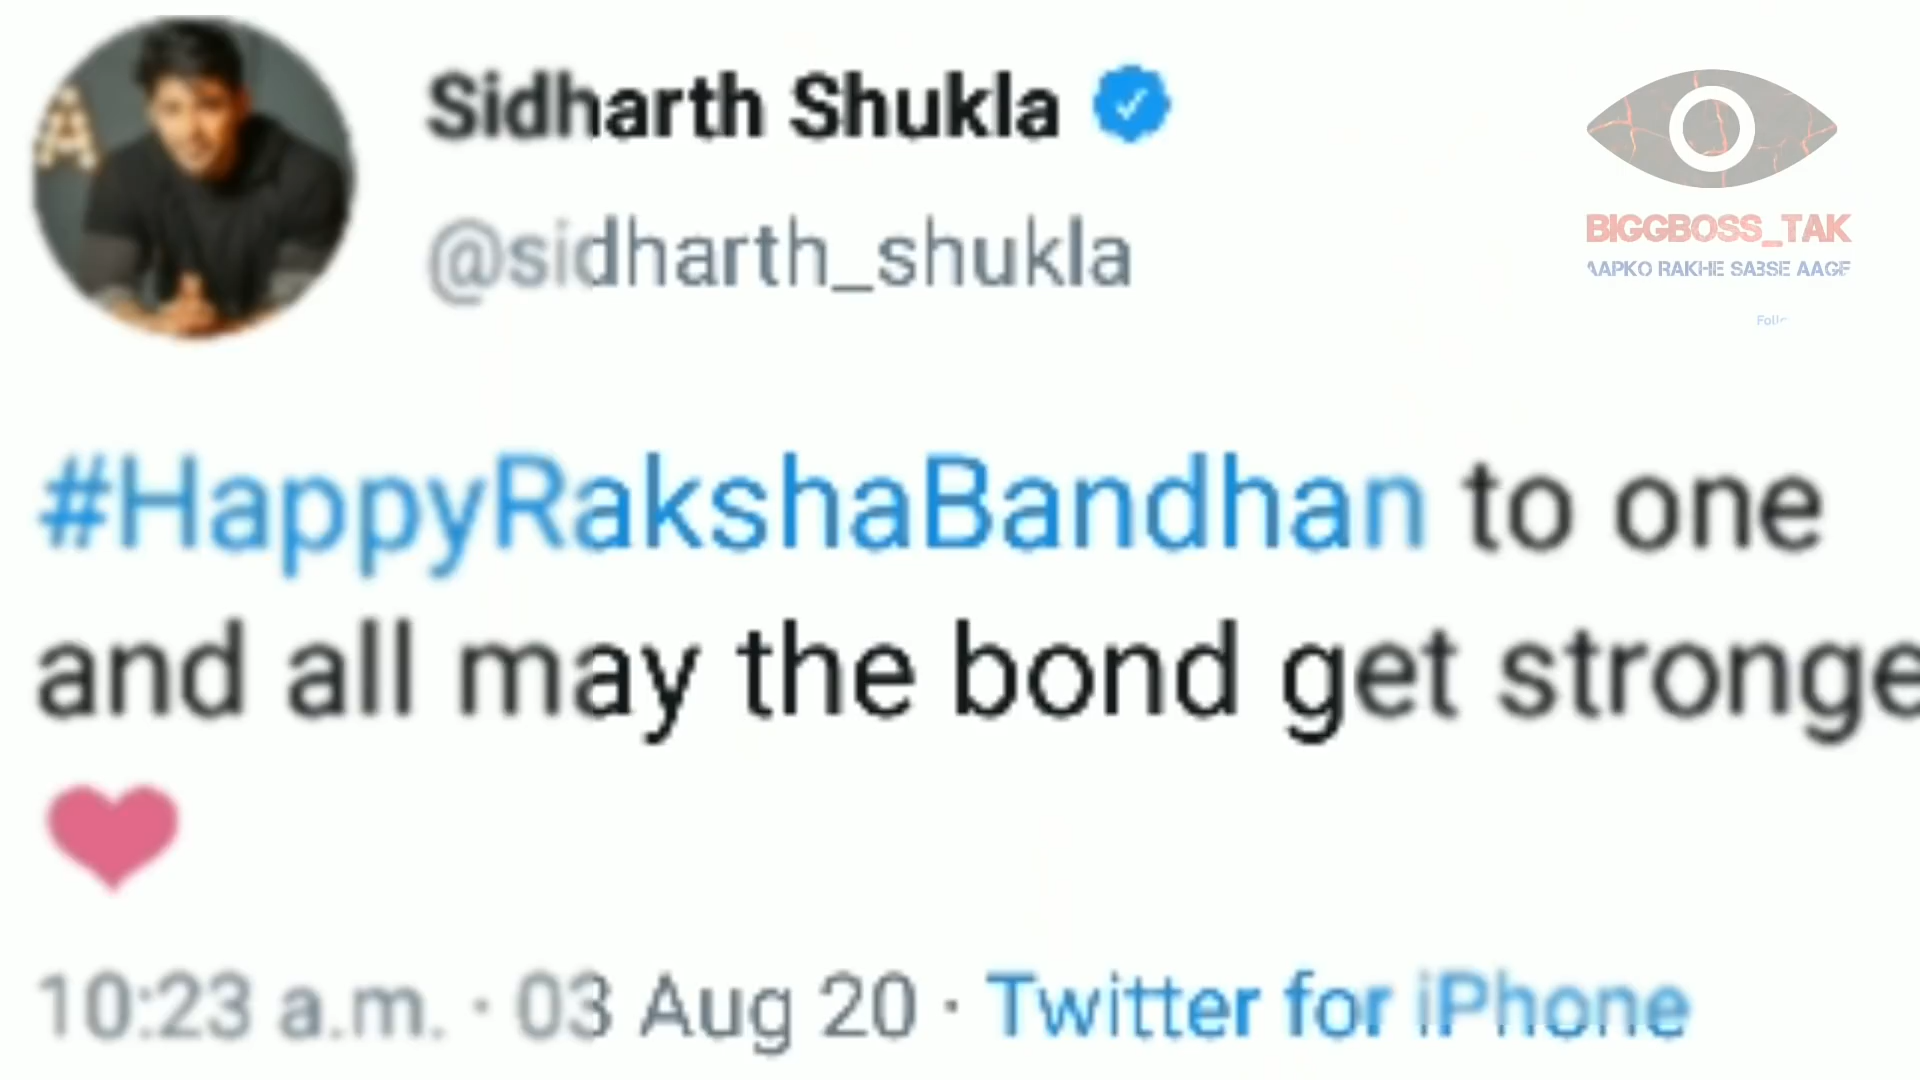 Sidharth Shukla
@sidharth_shukla
BIGGBOSS_TAK
AAPKO RAKHE SABSE AAGE
#HappyRakshaBandhan to one
and all may the bond get stronge
10:23 a.m. · 03 Aug 20 · Twitter for iPhone